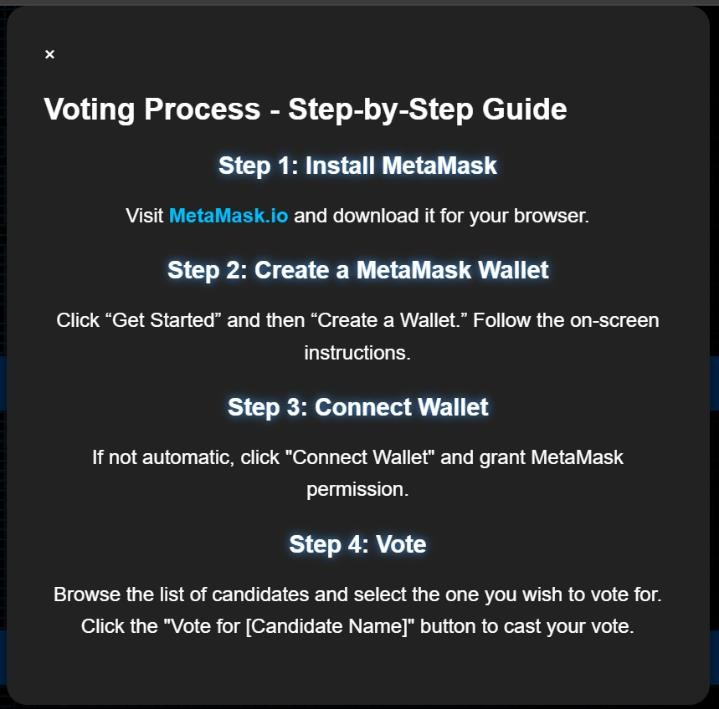 ×
Voting Process - Step-by-Step Guide
Step 1: Install MetaMask
Visit MetaMask.io and download it for your browser.
Step 2: Create a MetaMask Wallet
Click “Get Started” and then “Create a Wallet.” Follow the on-screen
instructions.
Step 3: Connect Wallet
If not automatic, click "Connect Wallet" and grant MetaMask
permission.
Step 4: Vote
Browse the list of candidates and select the one you wish to vote for.
Click the "Vote for [Candidate Name]" button to cast your vote.